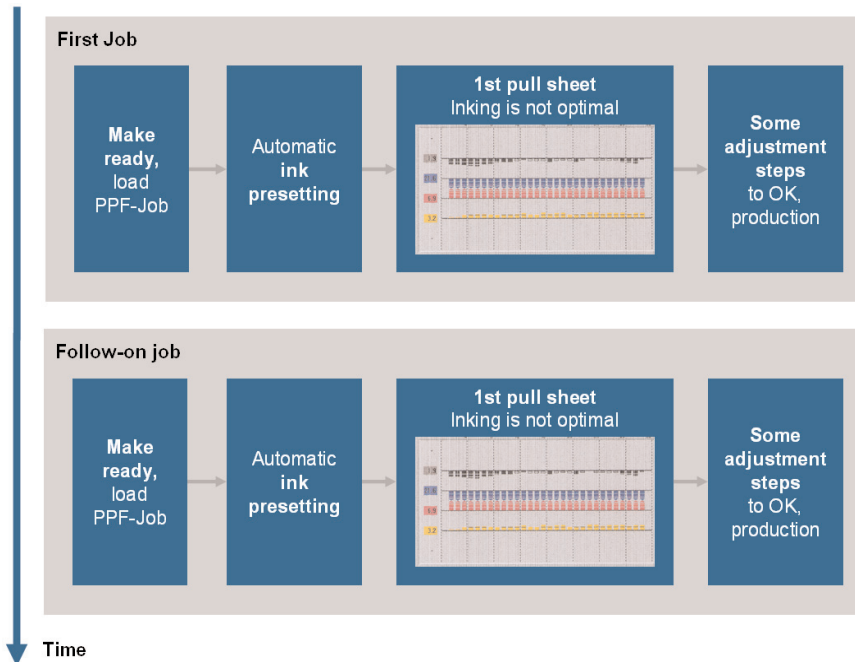 First Job
Make
ready,
load
PPF-Job
Automatic
ink
presetting
1st pull sheet
Inking is not optimal
Some
adjustment
steps
to OK,
production
Follow-on job
Make
ready,
load
PPF-Job
Automatic
ink
presetting
1st pull sheet
Inking is not optimal
Some
adjustment
steps
to OK,
production
Time